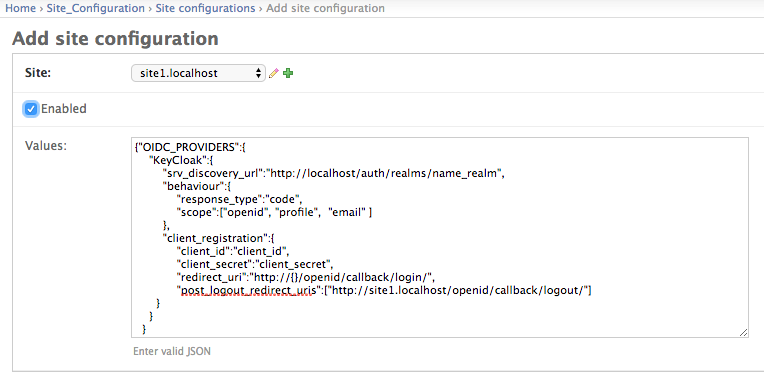 Home › Site_Configuration › Site configurations › Add site configuration
Add site configuration
Site: site1.localhost
Enabled
Values:
{"OIDC_PROVIDERS":{
"KeyCloak":{
"srv_discovery_url":"http://localhost/auth/realms/name_realm",
"behaviour":{
"response_type":"code",
"scope":["openid", "profile", "email" ]
},
"client_registration":{
"client_id":"client_id",
"client_secret":"client_secret",
"redirect_uri":"http://{}/openid/callback/login/",
"post_logout_redirect_uris":["http://site1.localhost/openid/callback/logout/"]
}
}
}
Enter valid JSON